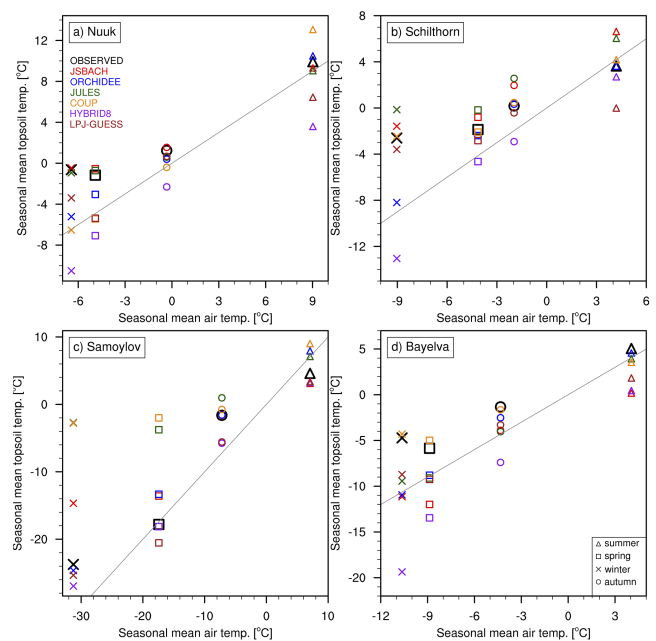 a) Nuuk
OBSERVED
JSBACH
ORCHIDEE
JULES
COUP
HYBRID8
LPJ-GUESS
Seasonal mean topsoil temp. [°C]
12
8
4
0
-4
-8
-6
-3
0
3
6
9
Seasonal mean air temp. [°C]
b) Schilthorn
Seasonal mean topsoil temp. [°C]
8
4
0
-4
-8
-12
-9
-6
-3
0
3
6
Seasonal mean air temp. [°C]
c) Samoylov
Seasonal mean topsoil temp. [°C]
10
0
-10
-20
-30
-20
-10
0
10
Seasonal mean air temp. [°C]
d) Bayelva
Seasonal mean topsoil temp. [°C]
5
0
-5
-10
-15
-20
-12
-9
-6
-3
0
3
Seasonal mean air temp. [°C]
summer
spring
winter
autumn